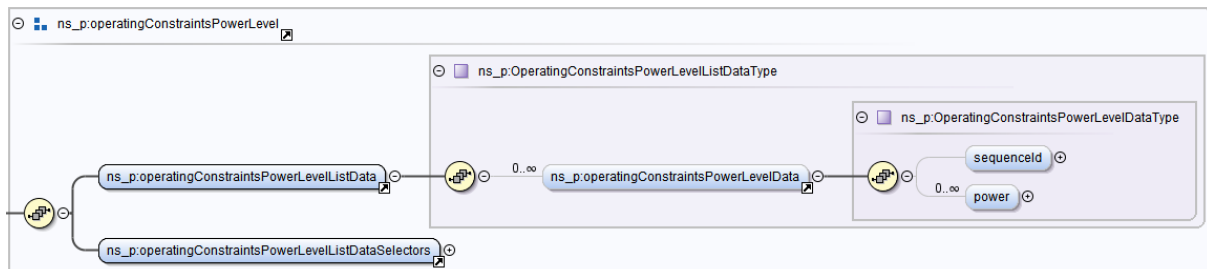 ns_p:operatingConstraintsPowerLevel
ns_p:OperatingConstraintsPowerLevelListDataType
ns_p:OperatingConstraintsPowerLevelDataType
sequenceId
ns_p:operatingConstraintsPowerLevelListData
0..∞
ns_p:operatingConstraintsPowerLevelData
0..∞
power
ns_p:operatingConstraintsPowerLevelListDataSelectors